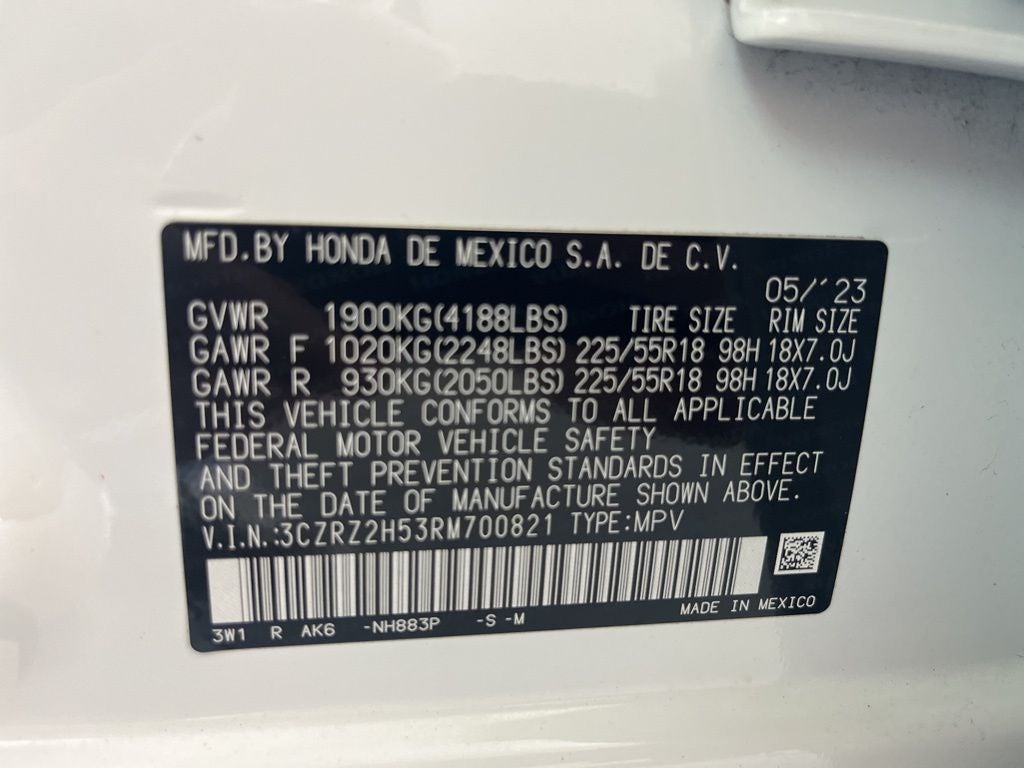 MFD.BY HONDA DE MEXICO S.A. DE C.V.
05/'23
GVWR 1900KG(4188LBS) TIRE SIZE RIM SIZE
GAWR F 1020KG(2248LBS) 225/55R18 98H 18X7.0J
GAWR R 930KG(2050LBS) 225/55R18 98H 18X7.0J
THIS VEHICLE CONFORMS TO ALL APPLICABLE
FEDERAL MOTOR VEHICLE SAFETY
AND THEFT PREVENTION STANDARDS IN EFFECT
ON THE DATE OF MANUFACTURE SHOWN ABOVE.
V.I.N.:3CZRZ2H53RM700821 TYPE:MPV
MADE IN MEXICO
3W1 R AK6 -NH883P -S -M